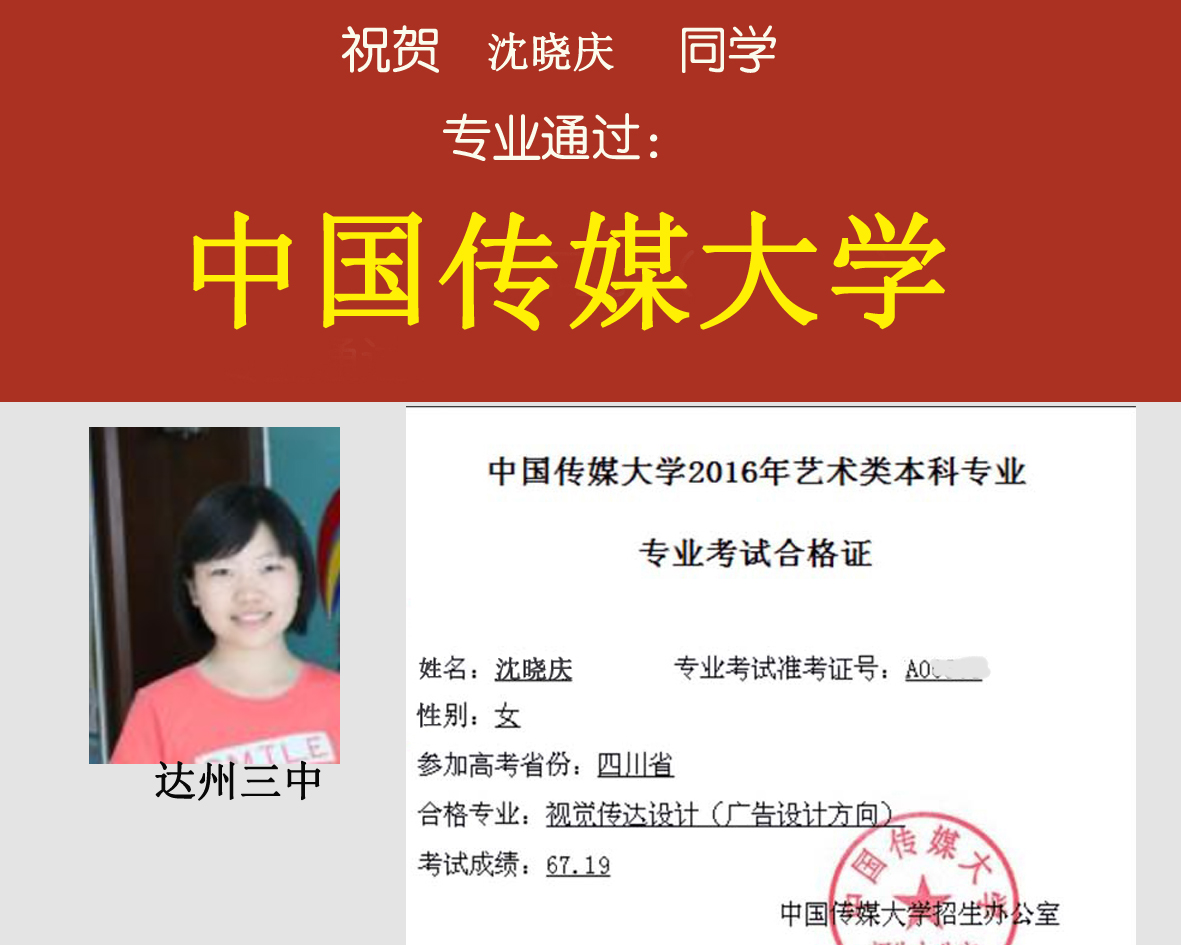 祝贺 沈晓庆 同学
专业通过：
中国传媒大学
中国传媒大学2016年艺术类本科专业
专业考试合格证
姓名：沈晓庆 专业考试准考证号：A0
性别：女
参加高考省份：四川省
合格专业：视觉传达设计（广告设计方向）
考试成绩：67.19
中国传媒大学招生办公室
中国传媒大学
SMILE
达州三中